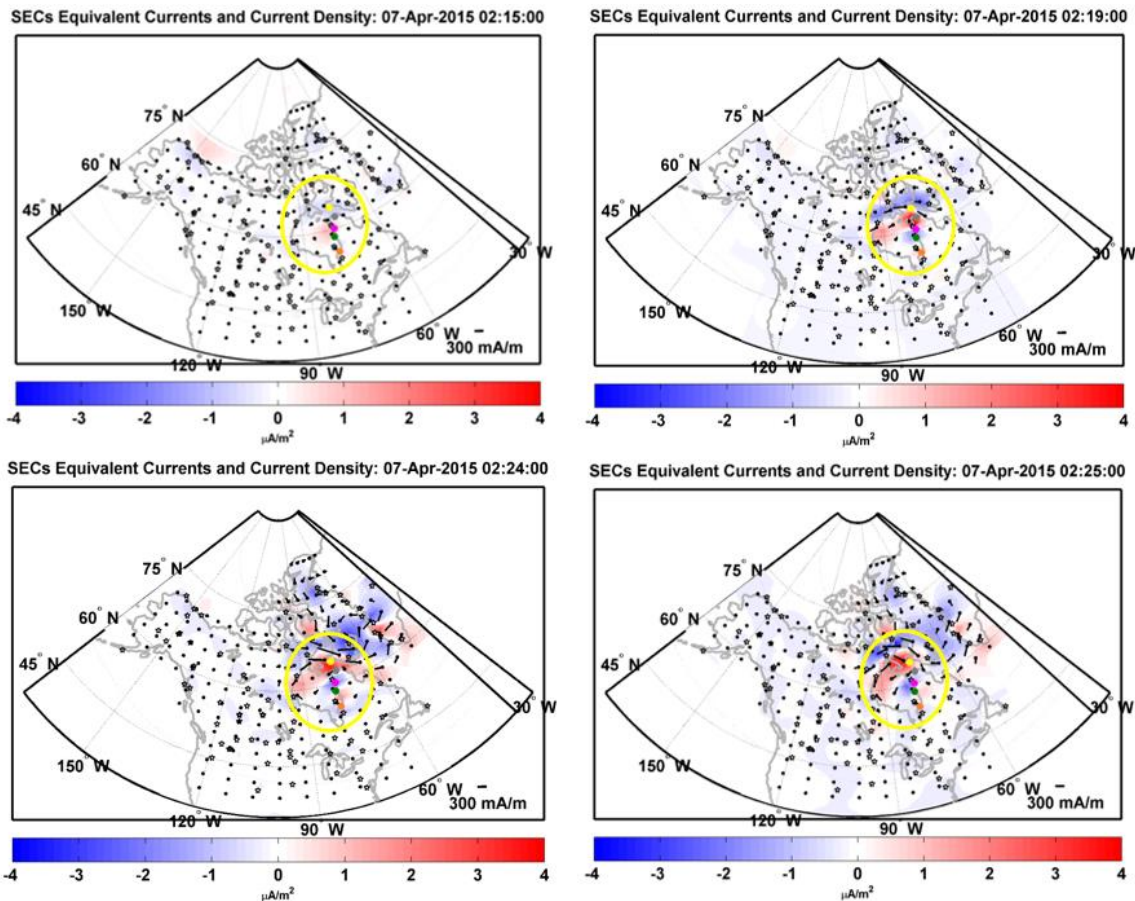 SECs Equivalent Currents and Current Density: 07-Apr-2015 02:15:00
75° N
60° N
45° N
30° W
150° W
60° W
300 mA/m
120° W
90° W
-4 -3 -2 -1 0 1 2 3 4
μA/m²
SECs Equivalent Currents and Current Density: 07-Apr-2015 02:19:00
75° N
60° N
45° N
30° W
150° W
60° W
300 mA/m
120° W
90° W
-4 -3 -2 -1 0 1 2 3 4
μA/m²
SECs Equivalent Currents and Current Density: 07-Apr-2015 02:24:00
75° N
60° N
45° N
30° W
150° W
60° W
300 mA/m
120° W
90° W
-4 -3 -2 -1 0 1 2 3 4
μA/m²
SECs Equivalent Currents and Current Density: 07-Apr-2015 02:25:00
75° N
60° N
45° N
30° W
150° W
60° W
300 mA/m
120° W
90° W
-4 -3 -2 -1 0 1 2 3 4
μA/m²